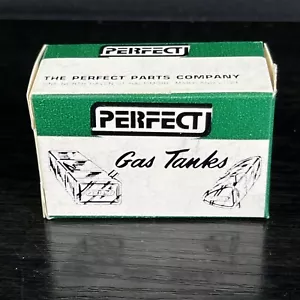 PERFECT
THE PERFECT PARTS COMPANY
PERFECT
Gas Tanks